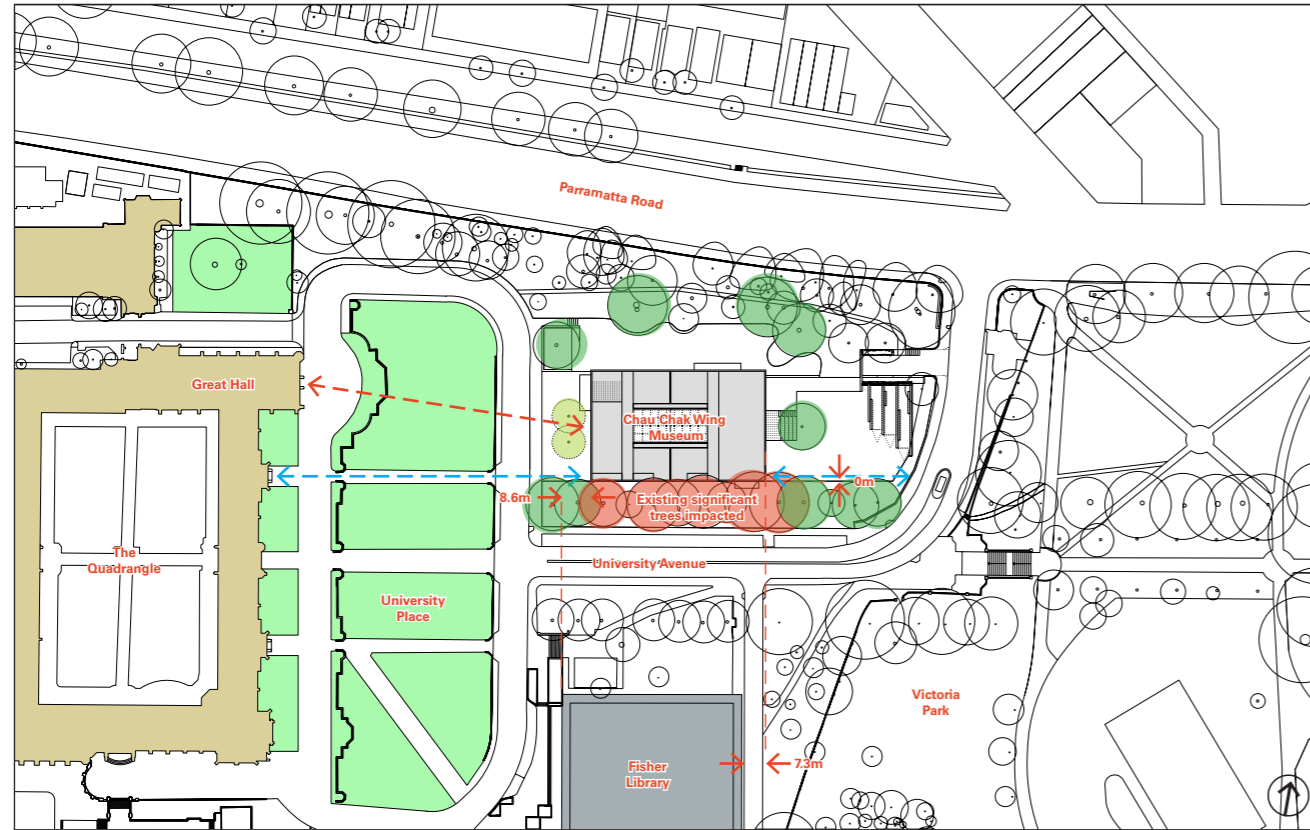 Parramatta Road
Great Hall
Chau Chak Wing
Museum
8.6m
0m
Existing significant
trees impacted
The
Quadrangle
University Avenue
University
Place
Victoria
Park
Fisher
Library
7.3m